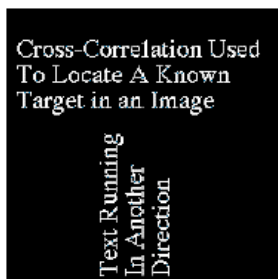 Cross-Correlation Used
To Locate A Known
Target in an Image
Text Running
In Another
Direction